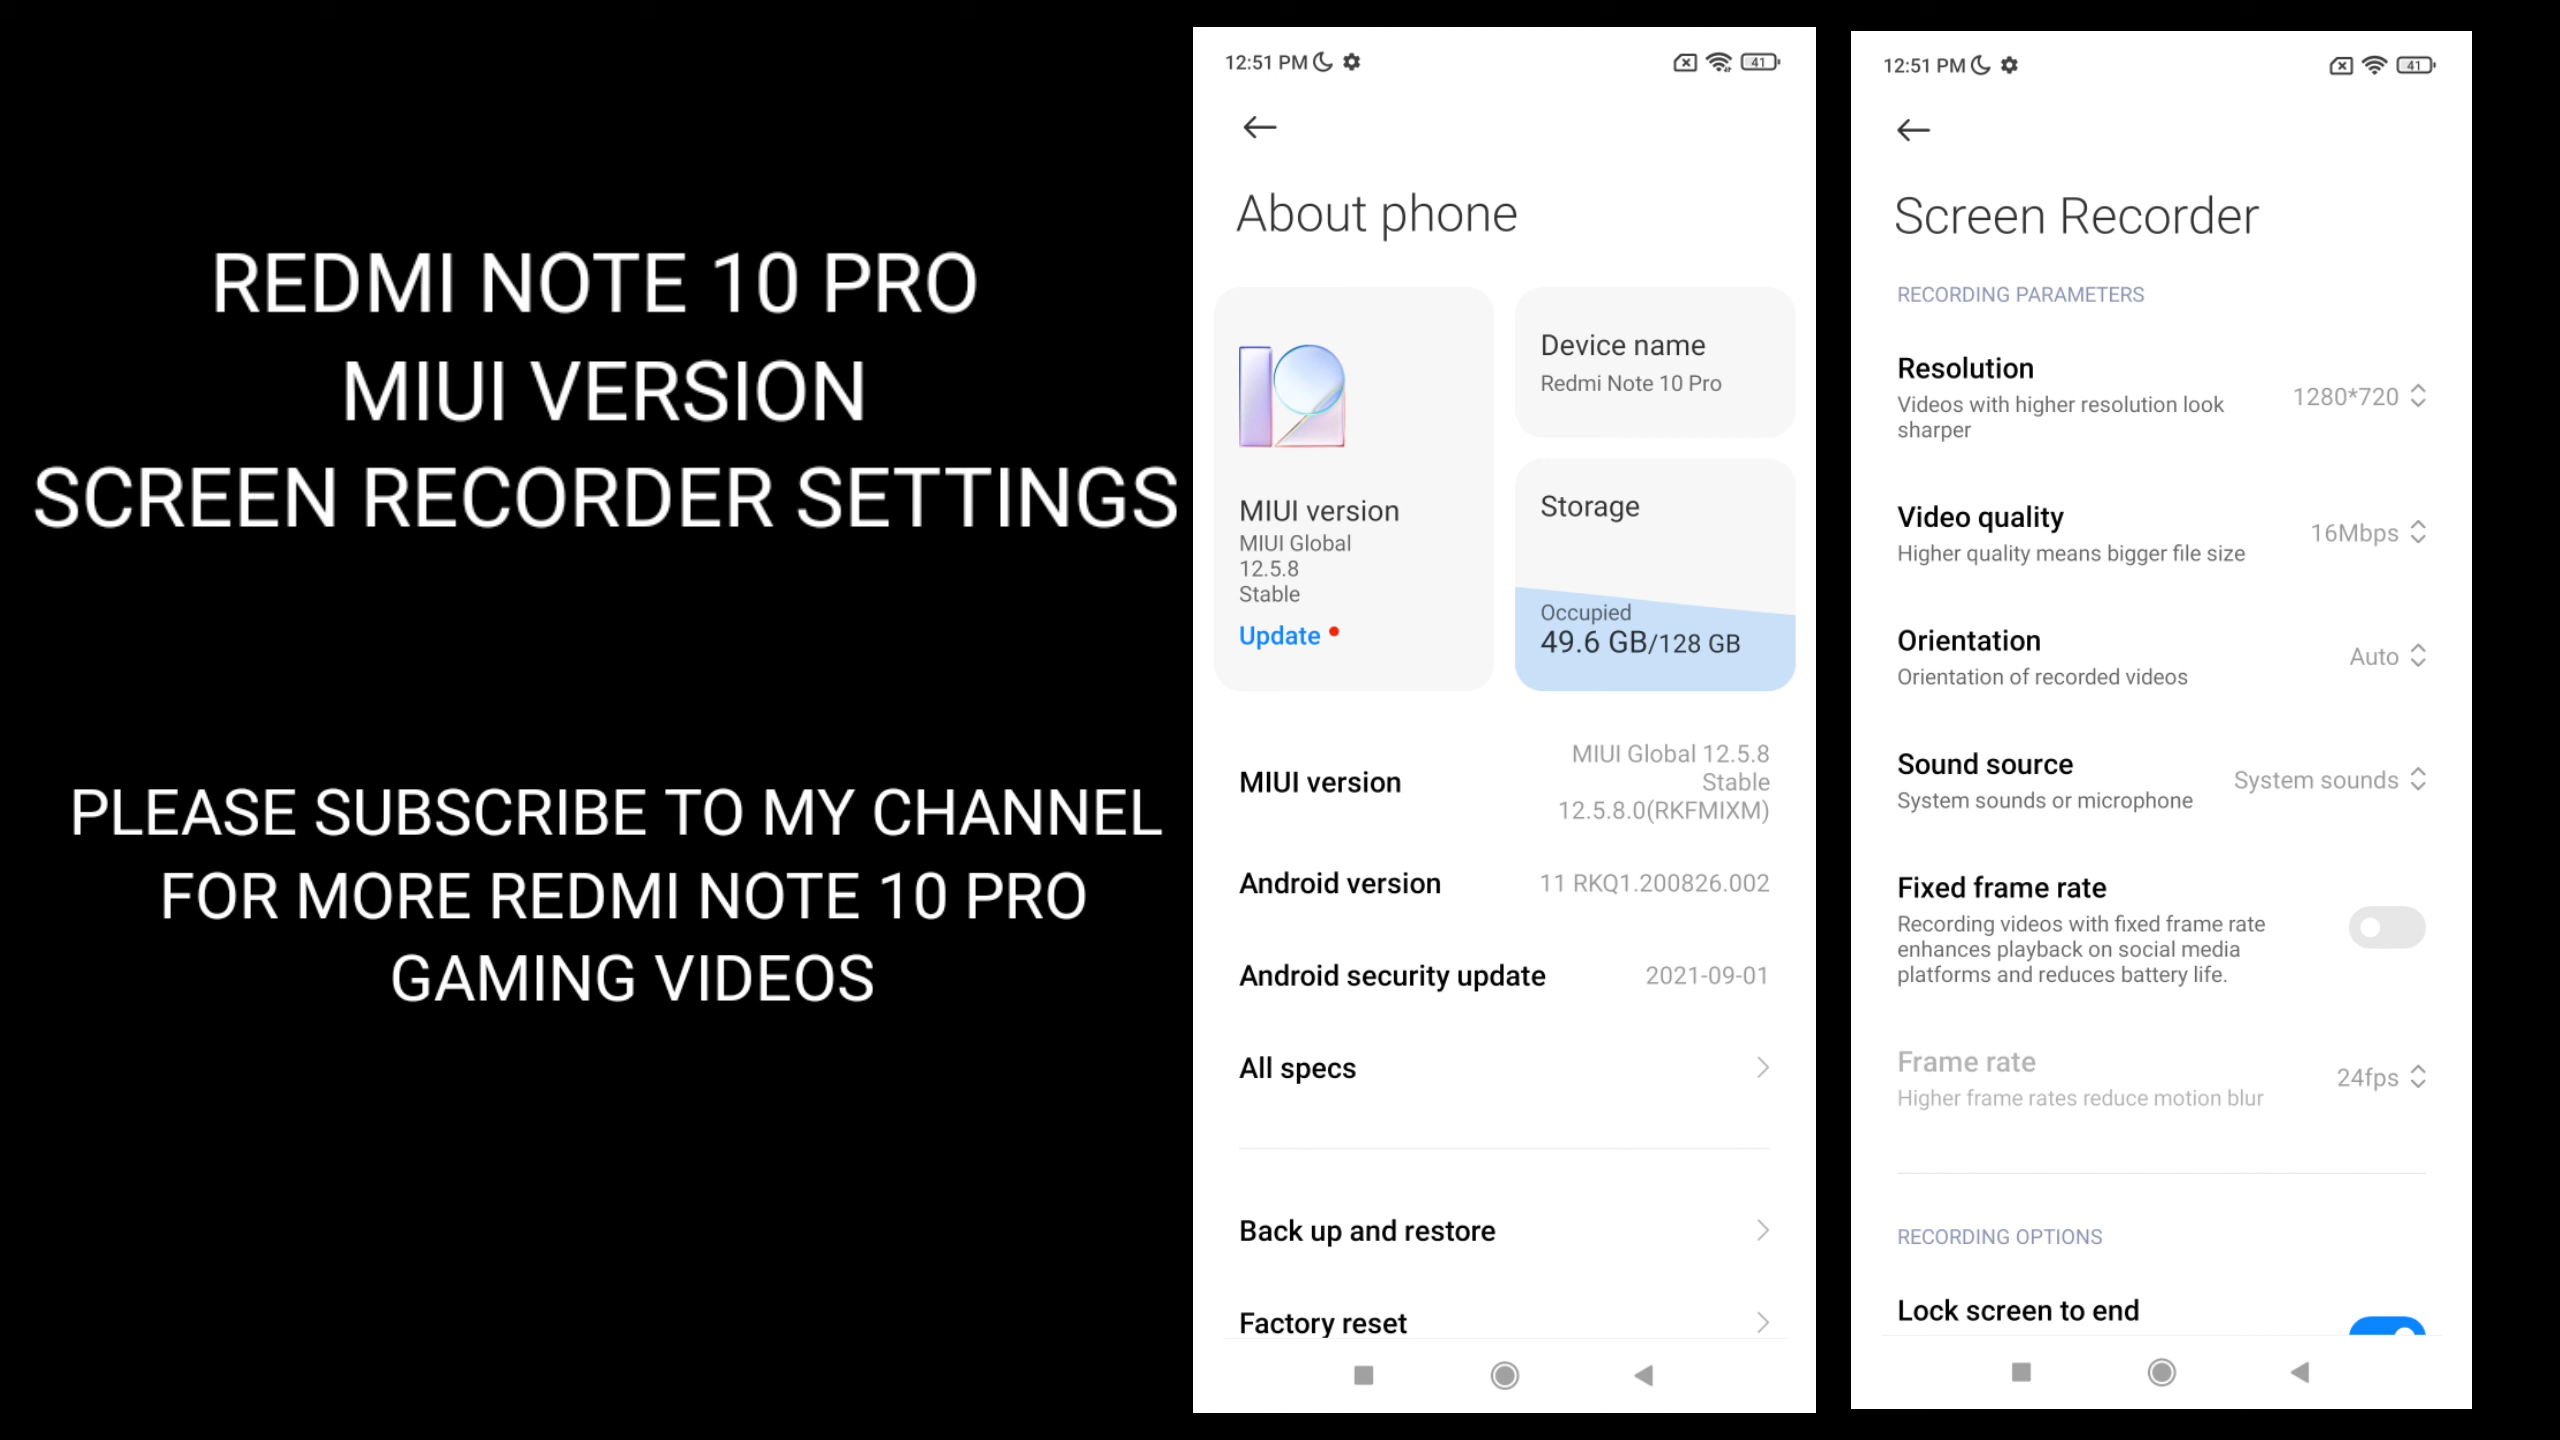 REDMI NOTE 10 PRO
MIUI VERSION
SCREEN RECORDER SETTINGS
PLEASE SUBSCRIBE TO MY CHANNEL
FOR MORE REDMI NOTE 10 PRO
GAMING VIDEOS
12:51 PM
41
About phone
12
MIUI version
MIUI Global
12.5.8
Stable
Update
Device name
Redmi Note 10 Pro
Storage
Occupied
49.6 GB/128 GB
MIUI version
MIUI Global 12.5.8
Stable
12.5.8.0(RKFMIXM)
Android version
11 RKQ1.200826.002
Android security update
2021-09-01
All specs
Back up and restore
Factory reset
12:51 PM
41
Screen Recorder
RECORDING PARAMETERS
Resolution
Videos with higher resolution look
sharper
1280*720
Video quality
Higher quality means bigger file size
16Mbps
Orientation
Orientation of recorded videos
Auto
Sound source
System sounds or microphone
System sounds
Fixed frame rate
Recording videos with fixed frame rate
enhances playback on social media
platforms and reduces battery life.
Frame rate
Higher frame rates reduce motion blur
24fps
RECORDING OPTIONS
Lock screen to end